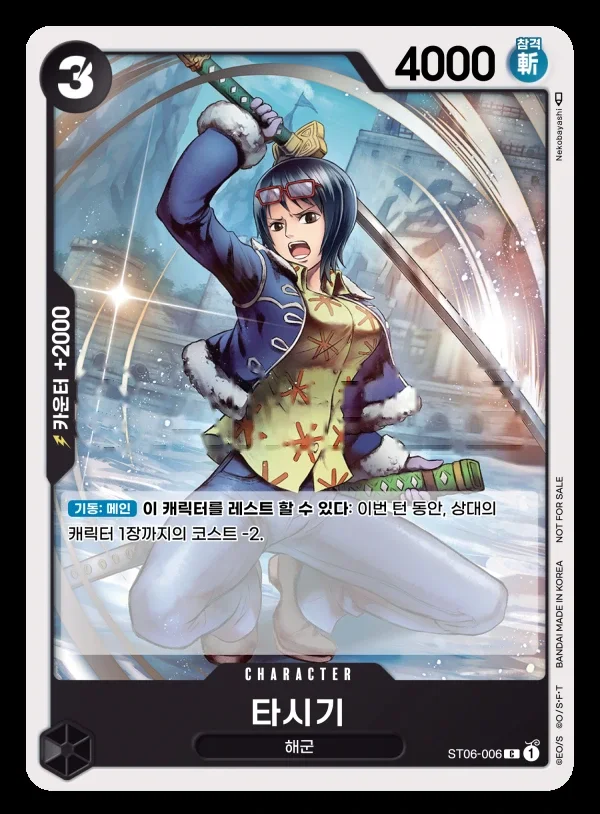 3
4000
참격
斬
Nekobayashi
카운터 +2000
기동: 메인 이 캐릭터를 레스트 할 수 있다: 이번 턴 동안, 상대의
캐릭터 1장까지의 코스트 -2.
CHARACTER
타시기
해군
ST06-006 C 1
©EO/S ©O/S・F・T BANDAI MADE IN KOREA NOT FOR SALE